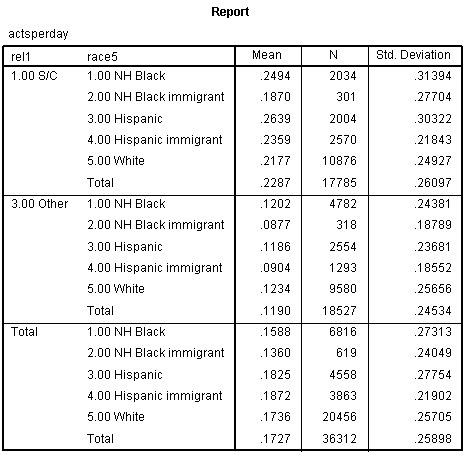 Report
actsperday
rel1 race5 Mean N Std. Deviation
1.00 S/C 1.00 NH Black .2494 2034 .31394
2.00 NH Black immigrant .1870 301 .27704
3.00 Hispanic .2639 2004 .30322
4.00 Hispanic immigrant .2359 2570 .21843
5.00 White .2177 10876 .24927
Total .2287 17785 .26097
3.00 Other 1.00 NH Black .1202 4782 .24381
2.00 NH Black immigrant .0877 318 .18789
3.00 Hispanic .1186 2554 .23681
4.00 Hispanic immigrant .0904 1293 .18552
5.00 White .1234 9580 .25656
Total .1190 18527 .24534
Total 1.00 NH Black .1588 6816 .27313
2.00 NH Black immigrant .1360 619 .24049
3.00 Hispanic .1825 4558 .27754
4.00 Hispanic immigrant .1872 3863 .21902
5.00 White .1736 20456 .25705
Total .1727 36312 .25898